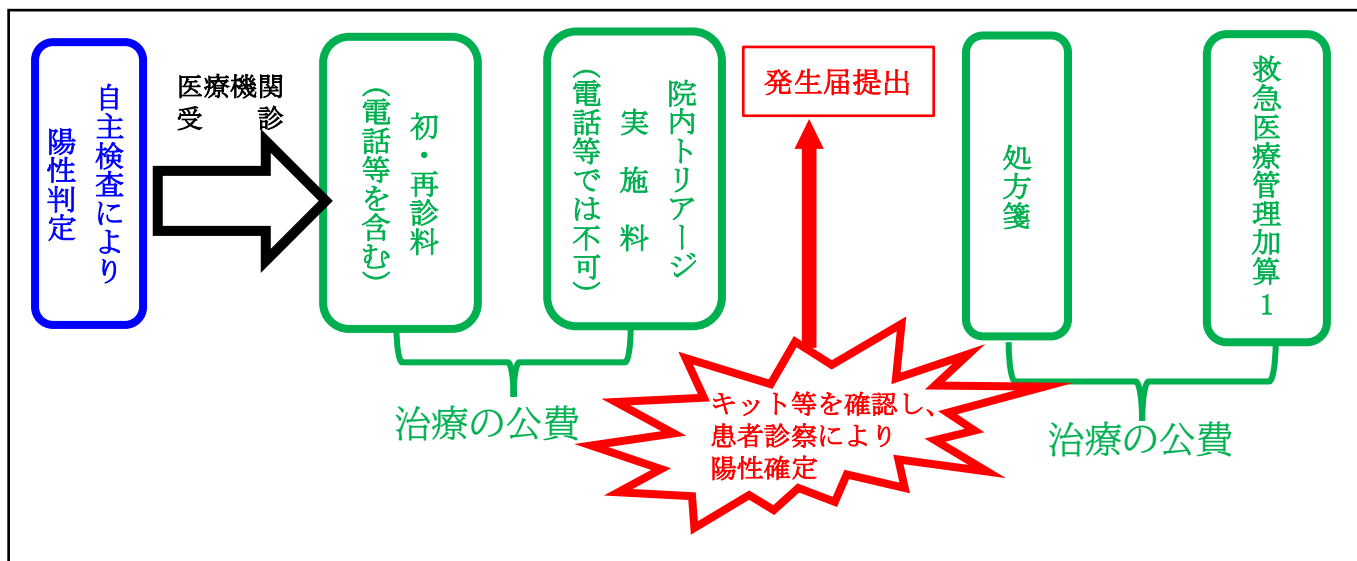 自主検査により
陽性判定
医療機関
受　　診
初・再診料
(電話等を含む)
院内トリアージ
実　施　料
(電話等では不可)
発生届提出
キット等を確認し、
患者診察により
陽性確定
処方箋
救急医療管理加算１
治療の公費
治療の公費